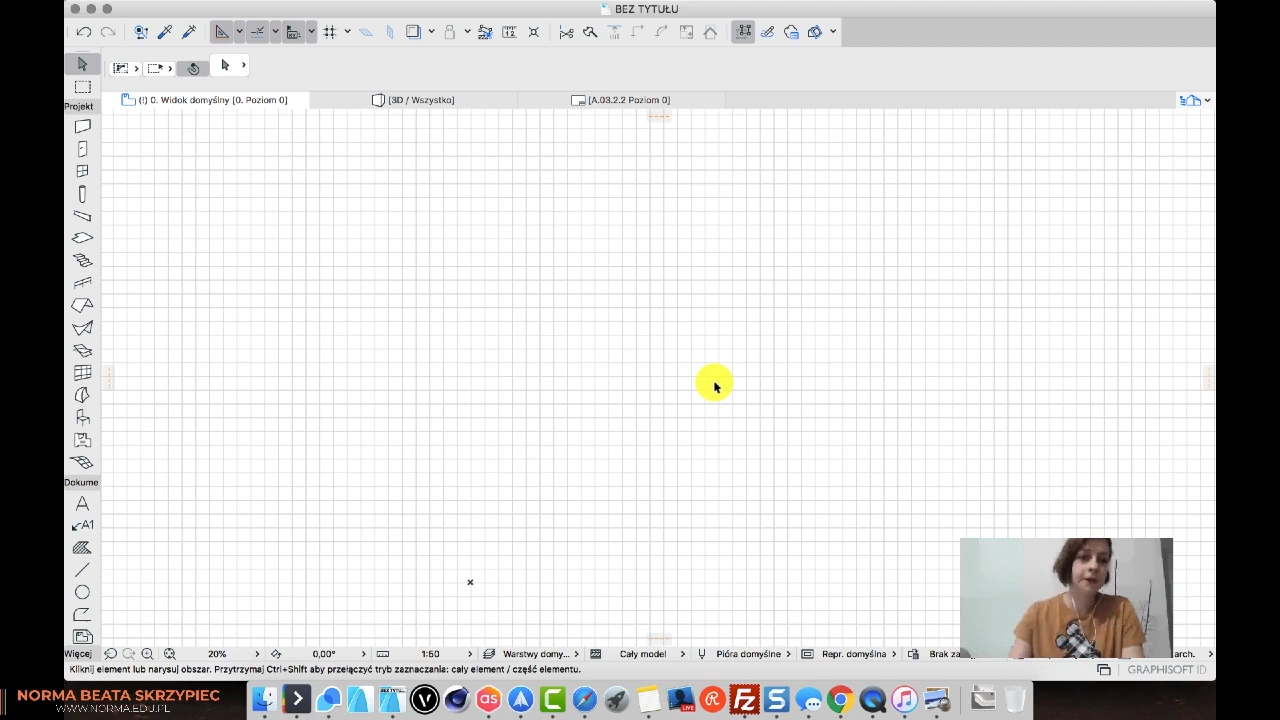 BEZ TYTUŁU
Projekt
(!) 0. Widok domyślny [0. Poziom 0]
[3D / Wszystko]
[A.03.2.2 Poziom 0]
Dokume
A
A1
Więcej
20%
0,00°
1:50
Warstwy domy...
Cały model
Pióra domyślne
Repr. domyślna
Brak za
arch.
Kliknij element lub narysuj obszar. Przytrzymaj Ctrl+Shift aby przełączyć tryb zaznaczania: cały element / część elementu.
GRAPHISOFT ID
NORMA BEATA SKRZYPIEC
WWW.NORMA.EDU.PL